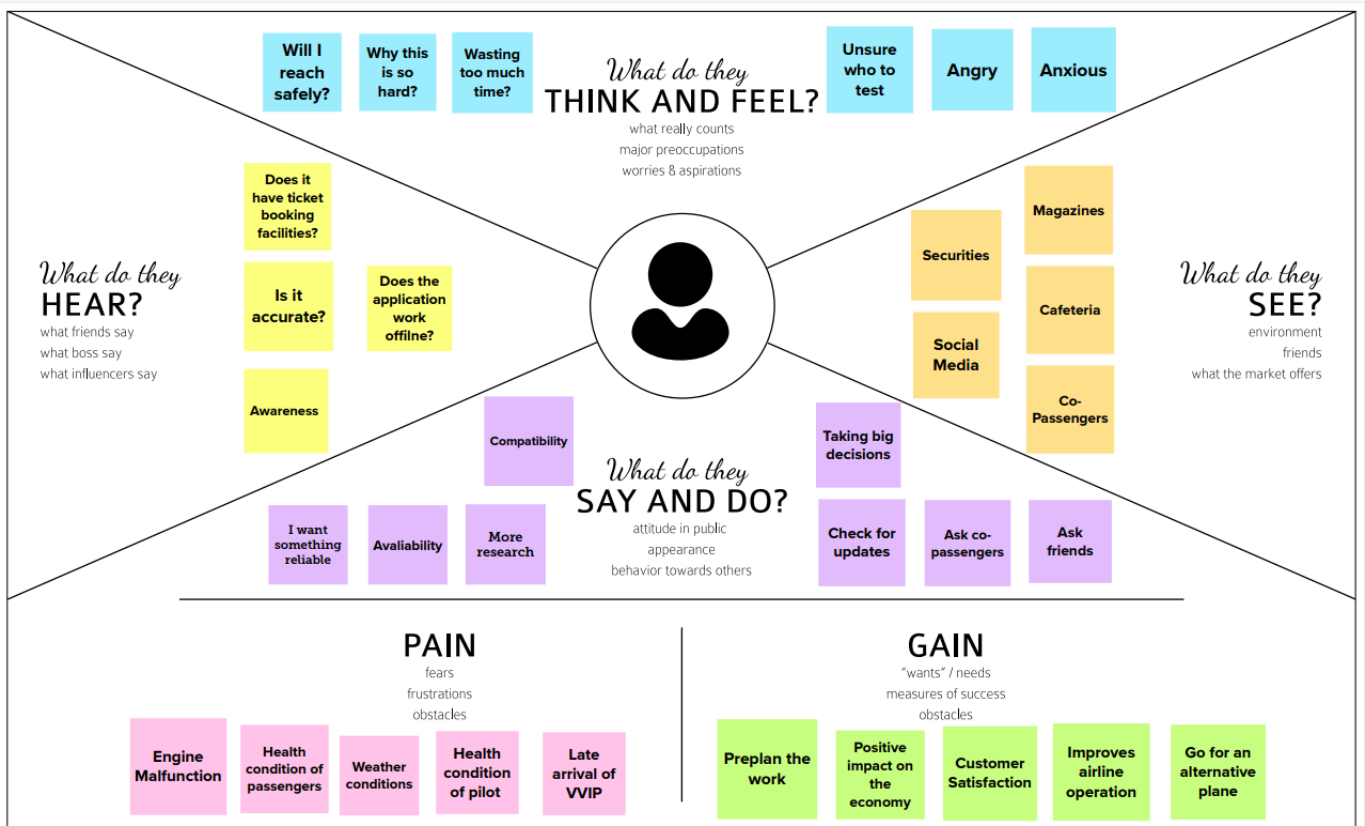 Will I
reach
safely?
Why this
is so
hard?
Wasting
too much
time?
What do they
THINK AND FEEL?
what really counts
major preoccupations
worries & aspirations
Unsure
who to
test
Angry
Anxious
What do they
HEAR?
what friends say
what boss say
what influencers say
Does it
have ticket
booking
facilities?
Is it
accurate?
Does the
application
work
offilne?
Awareness
Securities
Social
Media
Magazines
Cafeteria
Co-
Passengers
What do they
SEE?
environment
friends
what the market offers
Compatibility
I want
something
reliable
Avaliability
More
research
What do they
SAY AND DO?
attitude in public
appearance
behavior towards others
Taking big
decisions
Check for
updates
Ask co-
passengers
Ask
friends
PAIN
fears
frustrations
obstacles
Engine
Malfunction
Health
condition of
passengers
Weather
conditions
Health
condition
of pilot
Late
arrival of
VVIP
GAIN
"wants" / needs
measures of success
obstacles
Preplan the
work
Positive
impact on
the
economy
Customer
Satisfaction
Improves
airline
operation
Go for an
alternative
plane